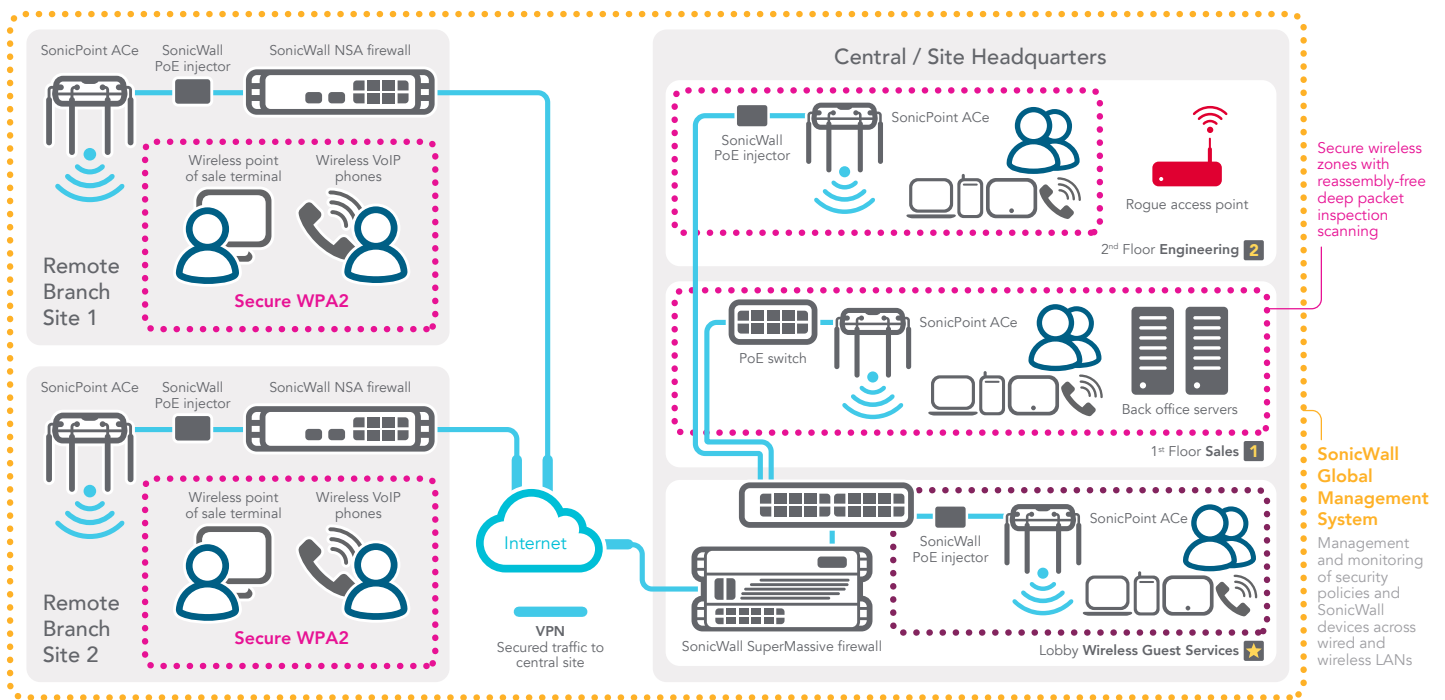 SonicPoint ACe
SonicWall
PoE injector
SonicWall NSA firewall
Wireless point
of sale terminal
Wireless VoIP
phones
Secure WPA2
Remote
Branch
Site 1
SonicPoint ACe
SonicWall
PoE injector
SonicWall NSA firewall
Wireless point
of sale terminal
Wireless VoIP
phones
Secure WPA2
Remote
Branch
Site 2
Internet
VPN
Secured traffic to
central site
Central / Site Headquarters
SonicWall
PoE injector
SonicPoint ACe
Rogue access point
2nd Floor Engineering 2
PoE switch
SonicPoint ACe
Back office servers
1st Floor Sales 1
SonicWall
PoE injector
SonicPoint ACe
SonicWall SuperMassive firewall
Lobby Wireless Guest Services
Secure wireless
zones with
reassembly-free
deep packet
inspection
scanning
SonicWall
Global
Management
System
Management
and monitoring
of security
policies and
SonicWall
devices across
wired and
wireless LANs